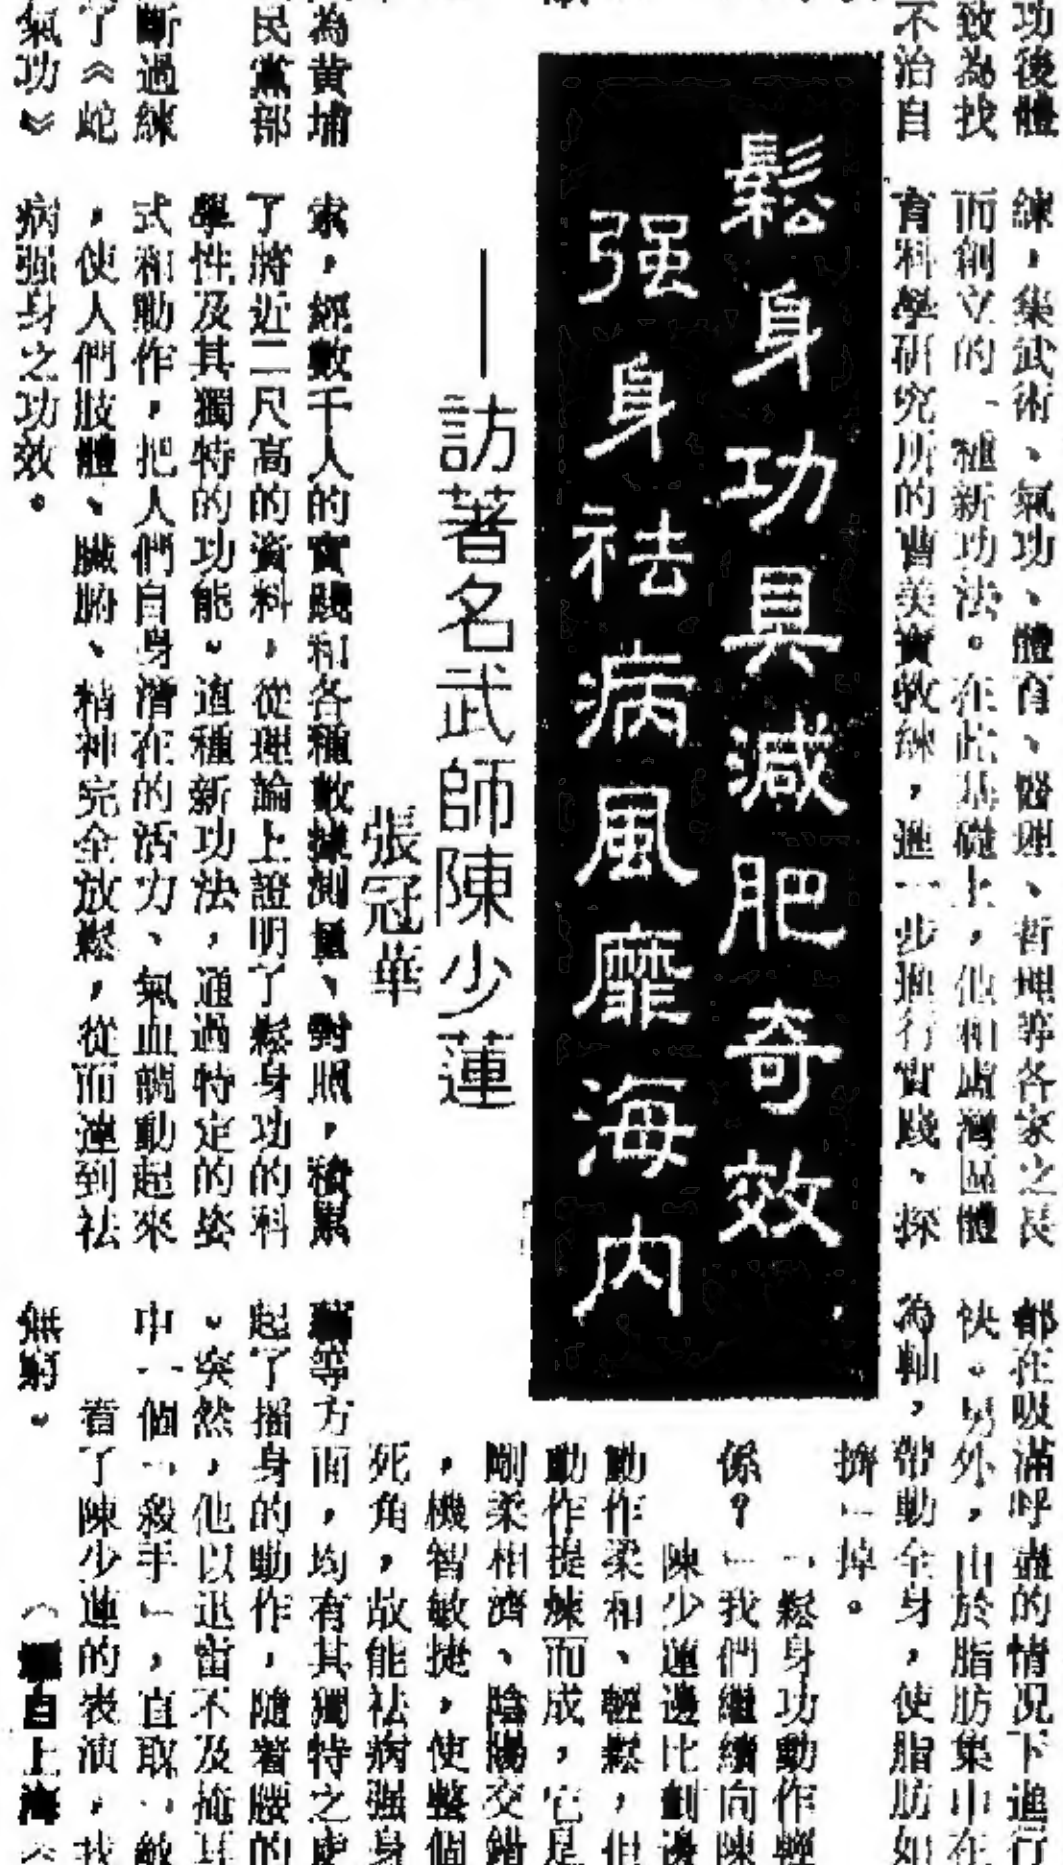 鬆身功具減肥奇效
强身祛病風靡海内
——訪著名武師陳少蓮
張冠華
功後體
致為找
不治自
為黄埔
民黨部
斷過練
了《蛇
氣功》
練，集武術、氣功、體育、醫理、哲理等各家之長
而創立的一種新功法。在此基礎上，他和盧灣區體
育科學研究所的曹美實教練，進一步進行實踐、探
索，經數千人的實踐和各種數據測量、對照，積累
了將近二尺高的資料，從理論上證明了鬆身功的科
學性及其獨特的功能。這種新功法，通過特定的姿
式和動作，把人們自身潛在的活力、氣血調動起來
，使人們肢體、臟腑、精神完全放鬆，從而達到祛
病强身之功效。
都在吸滿呼盡的情况下進行
快。另外，由於脂肪集中在
為軸，帶動全身，使脂肪如
擠」掉。
「鬆身功動作輕
係？」我們繼續向陳
陳少蓮邊比劃邊
動作柔和、輕鬆，但
動作提煉而成，它是
剛柔相濟、陰陽交錯
，機智敏捷，使整個
死角，故能祛病强身
等方面，均有其獨特之處
起了摇身的動作，隨着腰的
。突然，他以迅雷不及掩耳
中一個「殺手」，直取「敵
看了陳少蓮的表演，我
無窮。
自上海《